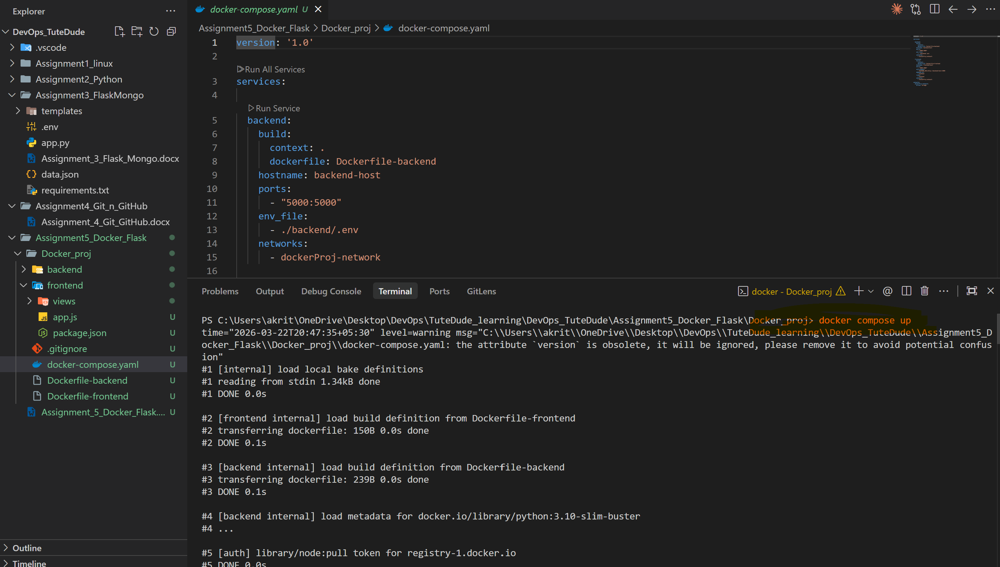 Explorer
DevOps_TuteDude
.vscode
Assignment1_linux
Assignment2_Python
Assignment3_FlaskMongo
templates
.env
app.py
Assignment_3_Flask_Mongo.docx
data.json
requirements.txt
Assignment4_Git_n_GitHub
Assignment_4_Git_GitHub.docx
Assignment5_Docker_Flask
Docker_proj
backend
frontend
views
app.js U
package.json U
.gitignore U
docker-compose.yaml U
Dockerfile-backend U
Dockerfile-frontend U
Assignment_5_Docker_Flask.... U
Outline
Timeline
docker-compose.yaml U
Assignment5_Docker_Flask > Docker_proj > docker-compose.yaml
1 version: '1.0'
2
Run All Services
3 services:
4
Run Service
5 backend:
6 build:
7 context: .
8 dockerfile: Dockerfile-backend
9 hostname: backend-host
10 ports:
11 - "5000:5000"
12 env_file:
13 - ./backend/.env
14 networks:
15 - dockerProj-network
16
Problems Output Debug Console Terminal Ports GitLens
docker - Docker_proj
PS C:\Users\akrit\OneDrive\Desktop\DevOps\TuteDude_learning\DevOps_TuteDude\Assignment5_Docker_Flask\Docker_proj> docker compose up
time="2026-03-22T20:47:35+05:30" level=warning msg="C:\\Users\\akrit\\OneDrive\\Desktop\\DevOps\\TuteDude_learning\\DevOps_TuteDude\\Assignment5_D
ocker_Flask\\Docker_proj\\docker-compose.yaml: the attribute `version` is obsolete, it will be ignored, please remove it to avoid potential confus
ion"
#1 [internal] load local bake definitions
#1 reading from stdin 1.34kB done
#1 DONE 0.0s
#2 [frontend internal] load build definition from Dockerfile-frontend
#2 transferring dockerfile: 150B 0.0s done
#2 DONE 0.1s
#3 [backend internal] load build definition from Dockerfile-backend
#3 transferring dockerfile: 239B 0.0s done
#3 DONE 0.1s
#4 [backend internal] load metadata for docker.io/library/python:3.10-slim-buster
#4 ...
#5 [auth] library/node:pull token for registry-1.docker.io
#5 DONE 0.0s